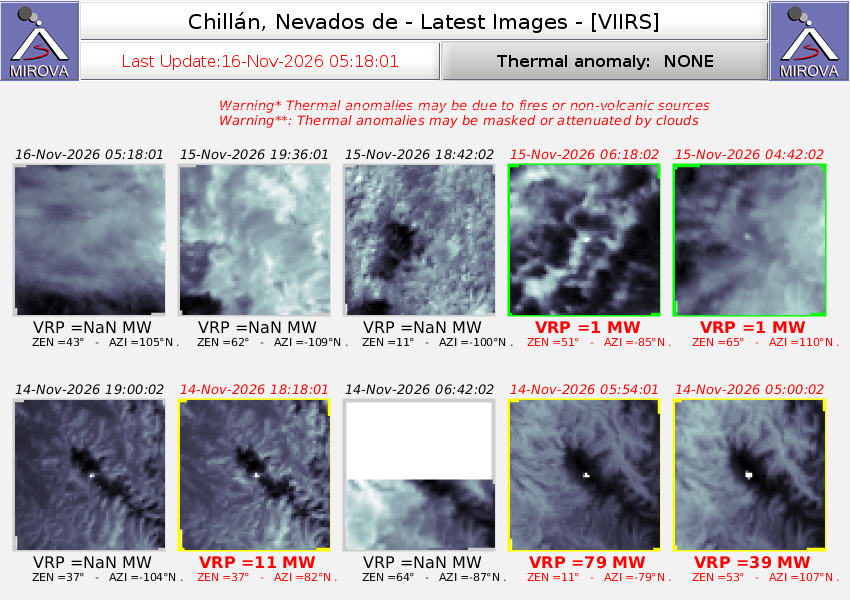 Chillán, Nevados de - Latest Images - [VIIRS]
MIROVA
Last Update:16-Nov-2026 05:18:01
Thermal anomaly: NONE
MIROVA
Warning* Thermal anomalies may be due to fires or non-volcanic sources
Warning**: Thermal anomalies may be masked or attenuated by clouds
16-Nov-2026 05:18:01
15-Nov-2026 19:36:01
15-Nov-2026 18:42:02
15-Nov-2026 06:18:02
15-Nov-2026 04:42:02
VRP =NaN MW
VRP =NaN MW
VRP =NaN MW
VRP =1 MW
VRP =1 MW
ZEN =43° - AZI =105°N .
ZEN =62° - AZI =-109°N .
ZEN =11° - AZI =-100°N .
ZEN =51° - AZI =-85°N .
ZEN =65° - AZI =110°N .
14-Nov-2026 19:00:02
14-Nov-2026 18:18:01
14-Nov-2026 06:42:02
14-Nov-2026 05:54:01
14-Nov-2026 05:00:02
VRP =NaN MW
VRP =11 MW
VRP =NaN MW
VRP =79 MW
VRP =39 MW
ZEN =37° - AZI =-104°N .
ZEN =37° - AZI =82°N .
ZEN =64° - AZI =-87°N .
ZEN =11° - AZI =-79°N .
ZEN =53° - AZI =107°N .